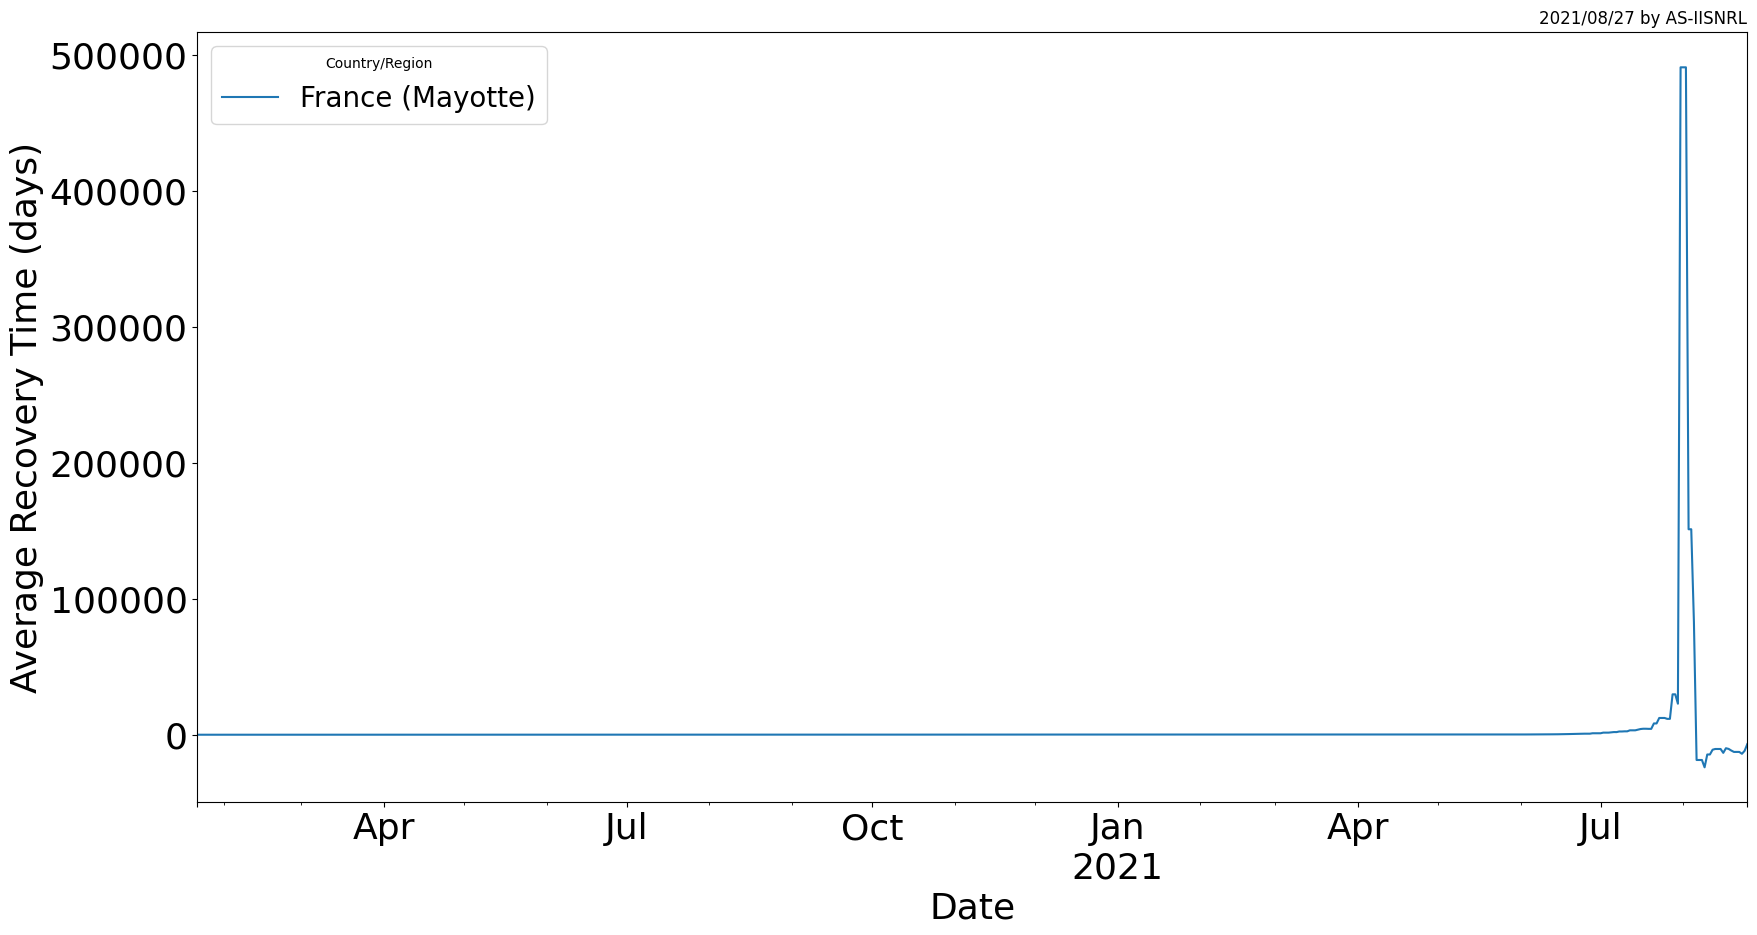 2021/08/27 by AS-IISNRL
Country/Region
France (Mayotte)
Average Recovery Time (days)
500000
400000
300000
200000
100000
0
Apr
Jul
Oct
Jan
2021
Apr
Jul
Date